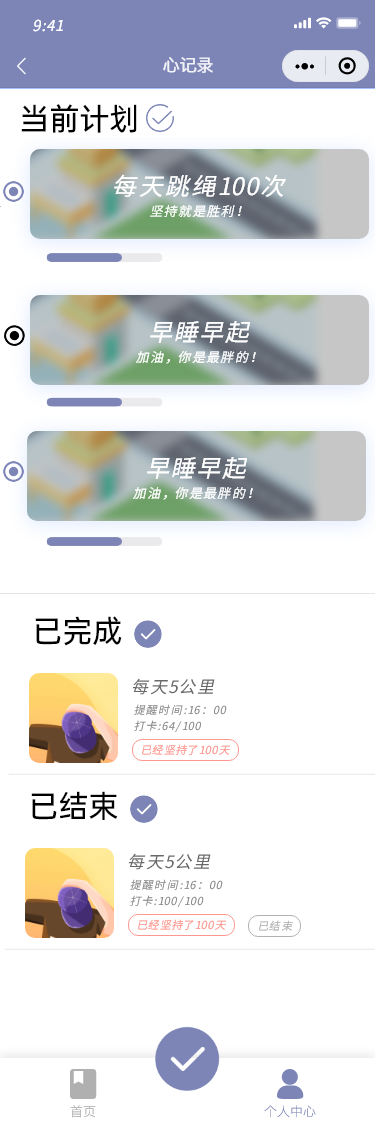 9:41
心记录
当前计划
每天跳绳100次
坚持就是胜利！
早睡早起
加油，你是最胖的！
早睡早起
加油，你是最胖的！
已完成
每天5公里
提醒时间:16：00
打卡:64/100
已经坚持了100天
已结束
每天5公里
提醒时间:16：00
打卡:100/100
已经坚持了100天
已结束
首页
个人中心